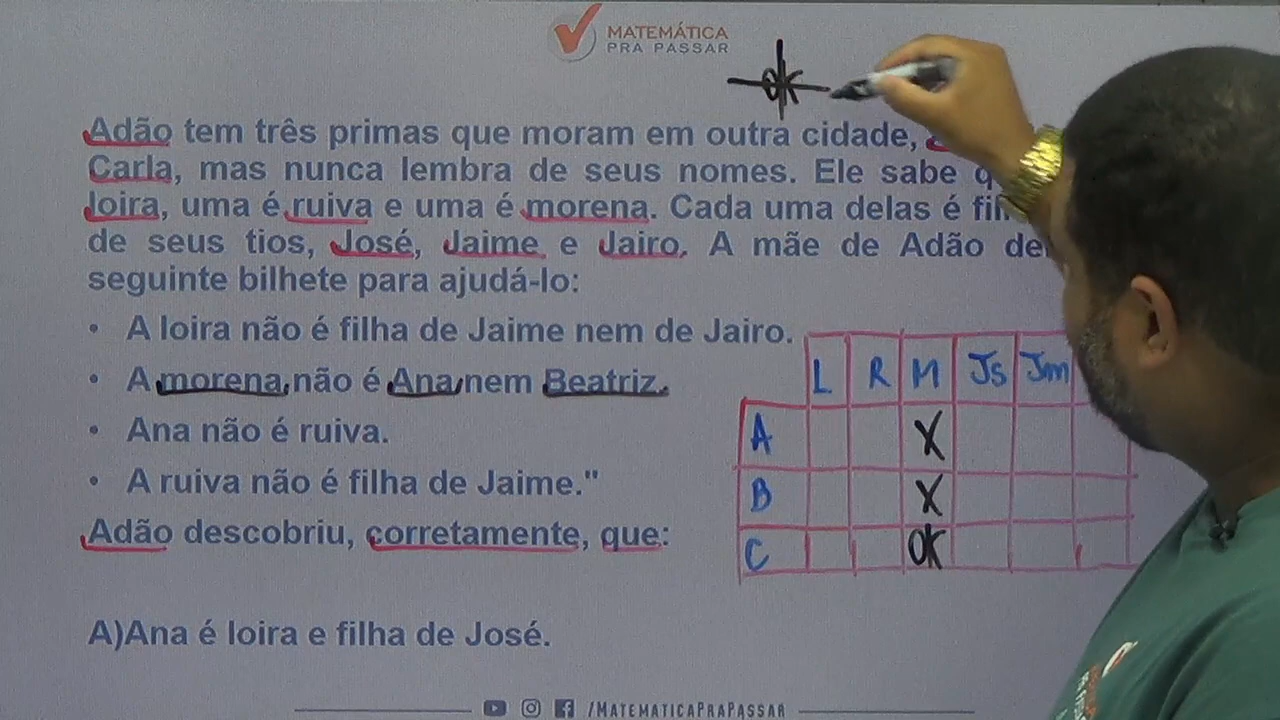 MATEMÁTICA
PRA PASSAR
ok
Adão tem três primas que moram em outra cidade,
Carla, mas nunca lembra de seus nomes. Ele sabe
loira, uma é ruiva e uma é morena. Cada uma delas é
de seus tios, José, Jaime e Jairo. A mãe de Adão
seguinte bilhete para ajudá-lo:
• A loira não é filha de Jaime nem de Jairo.
• A morena não é Ana nem Beatriz.
• Ana não é ruiva.
• A ruiva não é filha de Jaime."
Adão descobriu, corretamente, que:
L R M Js Jm
A X
B X
C OK
A)Ana é loira e filha de José.
/MATEMATICAPRAPASSAR